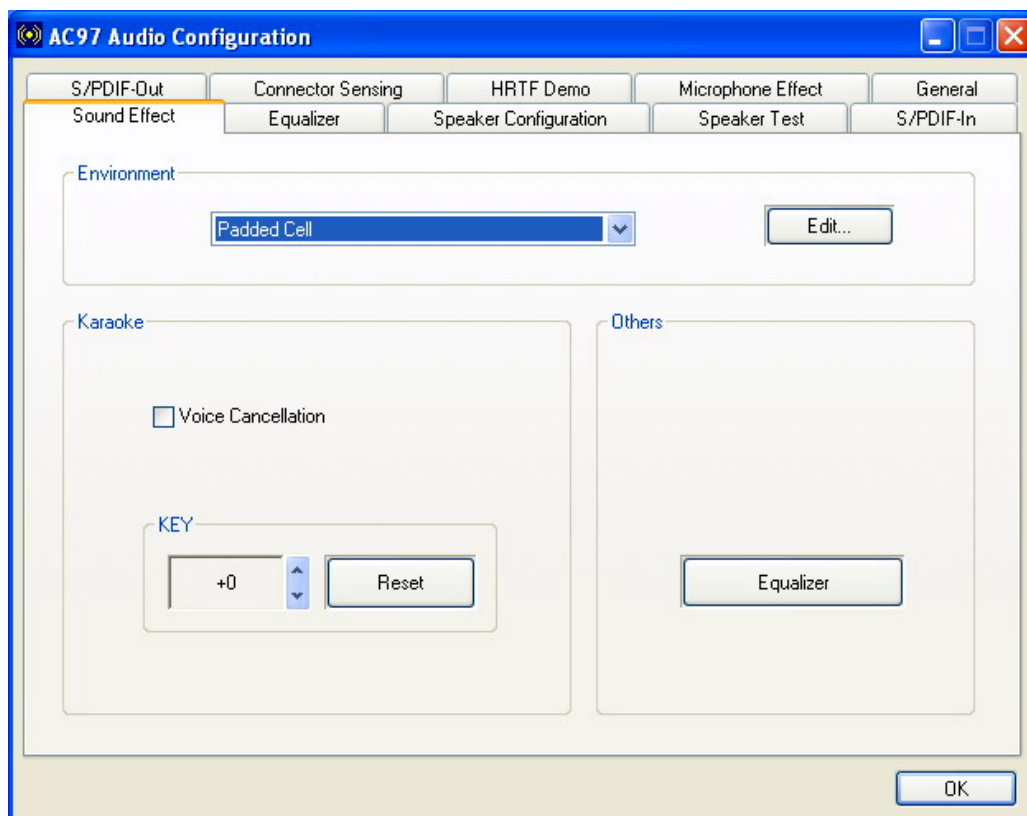 AC97 Audio Configuration
S/PDIF-Out Connector Sensing HRTF Demo Microphone Effect General
Sound Effect Equalizer Speaker Configuration Speaker Test S/PDIF-In
Environment
Padded Cell Edit...
Karaoke Others
Voice Cancellation
KEY
+0 Reset Equalizer
OK